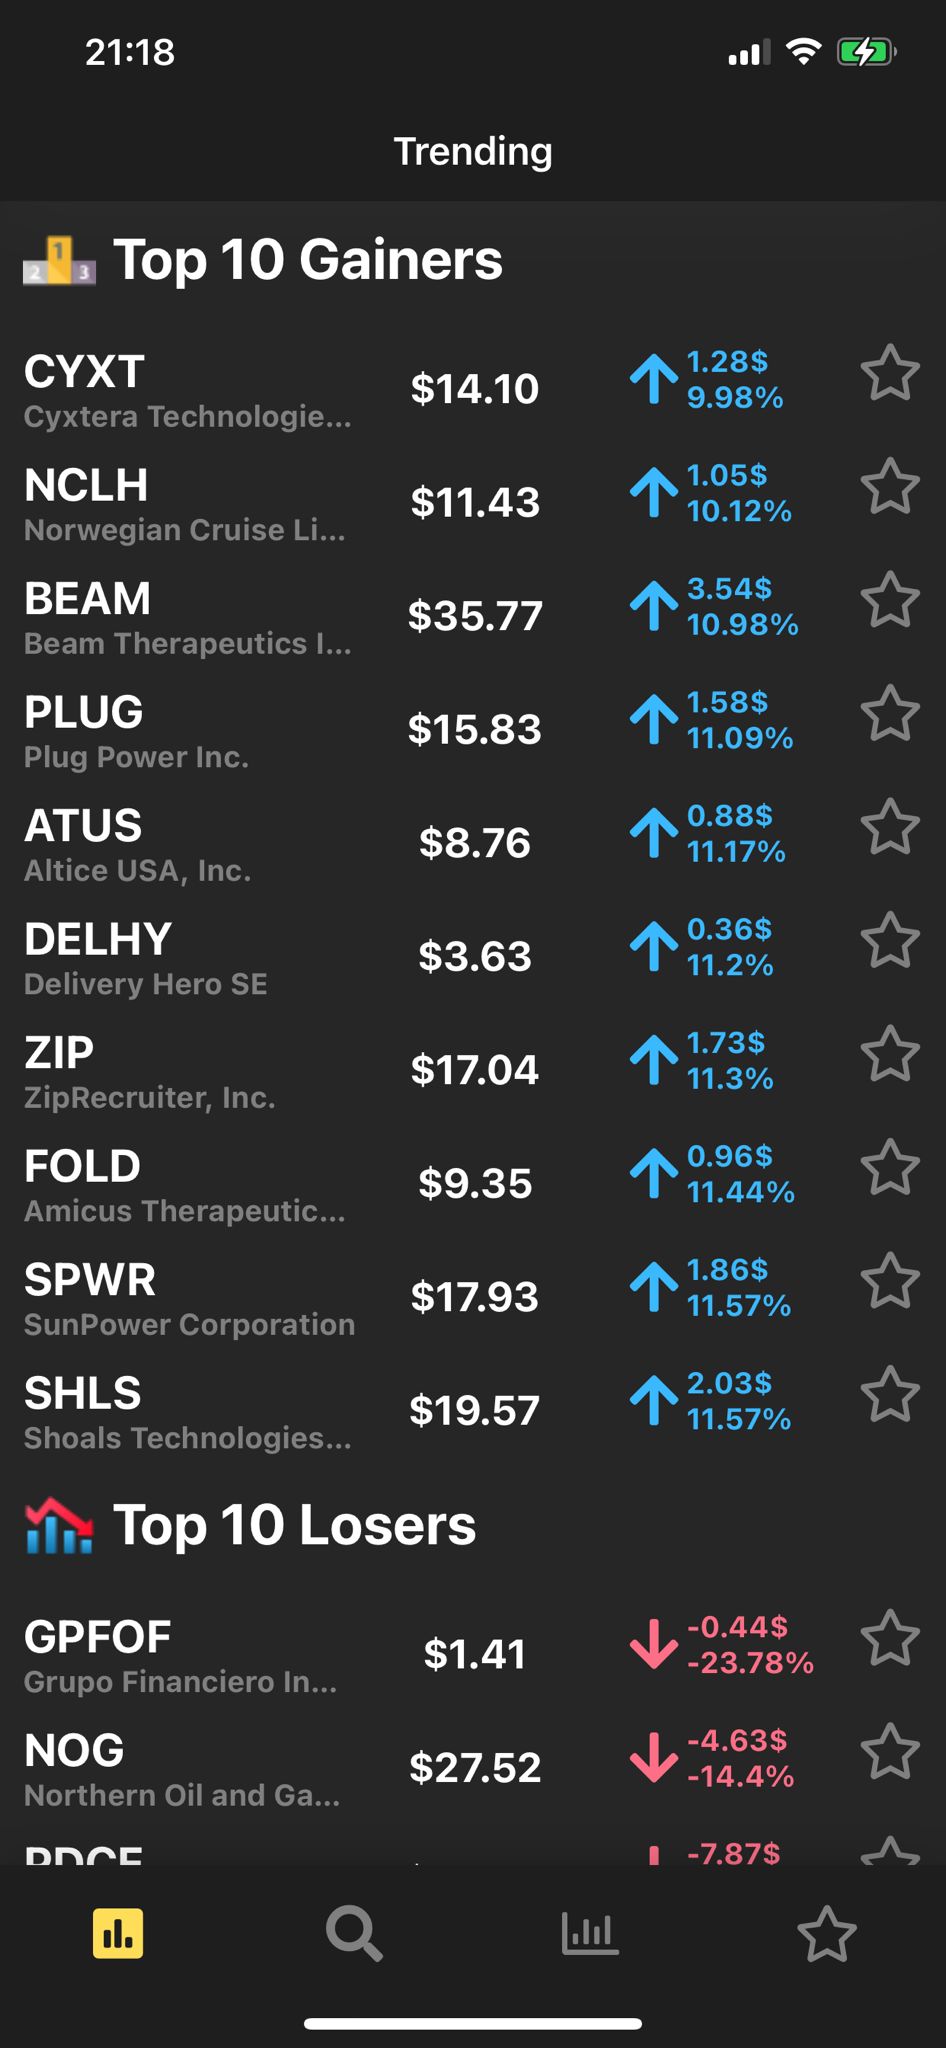 21:18
Trending
1 2 3 Top 10 Gainers
CYXT $14.10 1.28$
Cyxtera Technologie... 9.98%
NCLH $11.43 1.05$
Norwegian Cruise Li... 10.12%
BEAM $35.77 3.54$
Beam Therapeutics I... 10.98%
PLUG $15.83 1.58$
Plug Power Inc. 11.09%
ATUS $8.76 0.88$
Altice USA, Inc. 11.17%
DELHY $3.63 0.36$
Delivery Hero SE 11.2%
ZIP $17.04 1.73$
ZipRecruiter, Inc. 11.3%
FOLD $9.35 0.96$
Amicus Therapeutic... 11.44%
SPWR $17.93 1.86$
SunPower Corporation 11.57%
SHLS $19.57 2.03$
Shoals Technologies... 11.57%
Top 10 Losers
GPFOF $1.41 -0.44$
Grupo Financiero In... -23.78%
NOG $27.52 -4.63$
Northern Oil and Ga... -14.4%
PDCE -7.87$